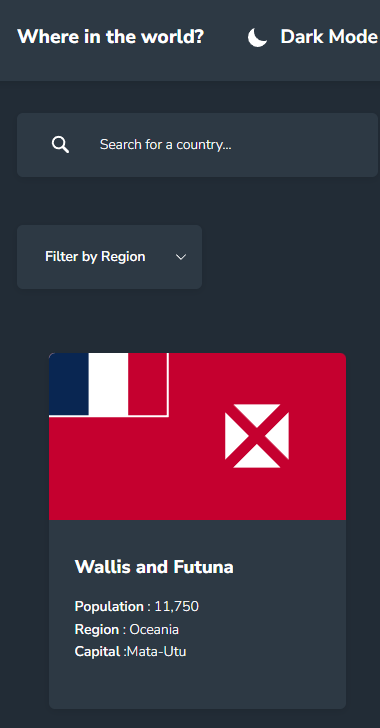 Where in the world?
Dark Mode
Search for a country...
Filter by Region
Wallis and Futuna
Population : 11,750
Region : Oceania
Capital :Mata-Utu